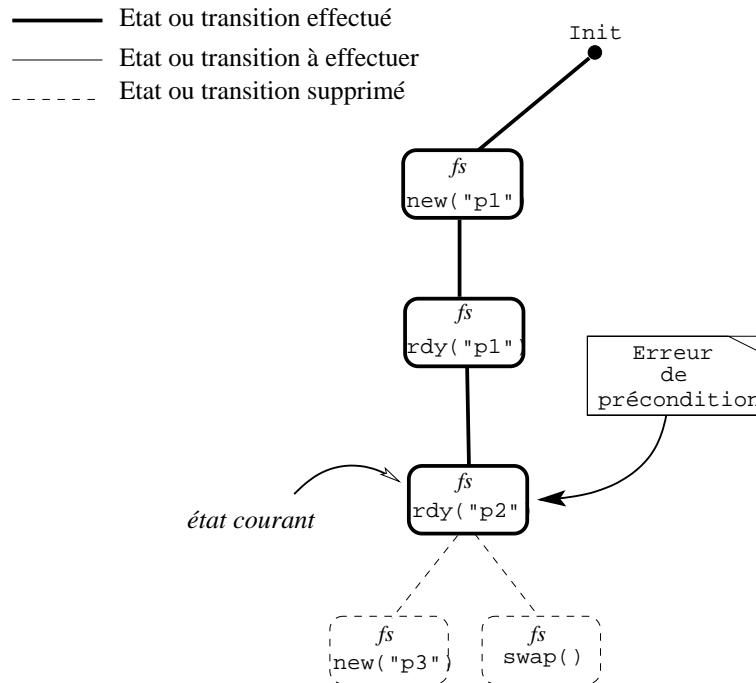 Etat ou transition effectué
Etat ou transition à effectuer
Etat ou transition supprimé
Init
fs
new("p1"
fs
rdy("p1")
Erreur
de
précondition
fs
rdy("p2"
état courant
fs
new("p3")
fs
swap()